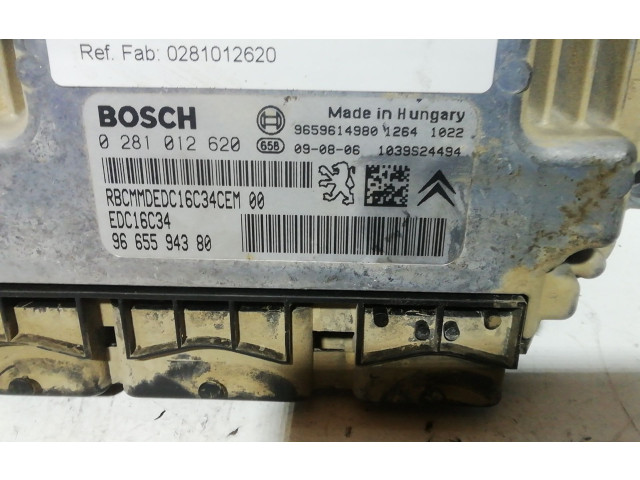 Ref. Fab: 0281012620
BOSCH
Made in Hungary
9659614980 1264 1022
0 281 012 620 65B 09-08-06 1039S24494
RBCMMDEDC16C34CEM 00
EDC16C34
96 655 943 80